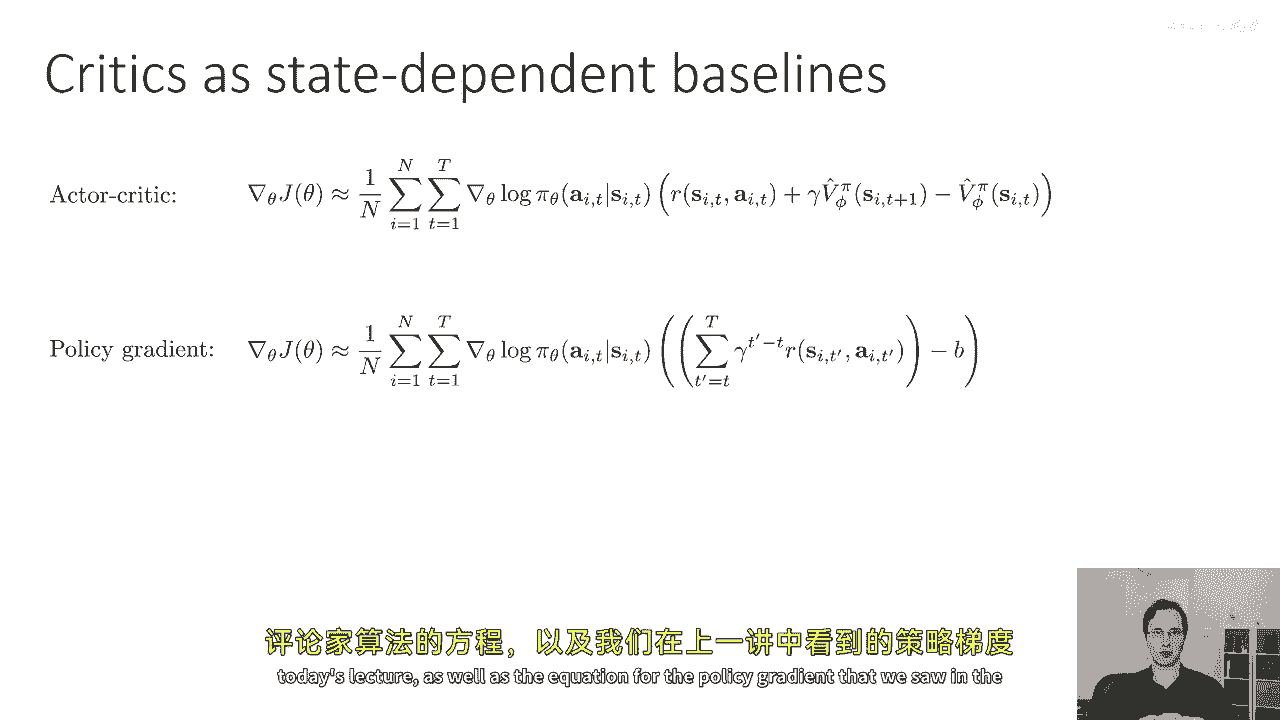 Critics as state-dependent baselines
Actor-critic: $\nabla_\theta J(\theta) \approx \frac{1}{N} \sum_{i=1}^{N} \sum_{t=1}^{T} \nabla_\theta \log \pi_\theta(\mathbf{a}_{i,t}|\mathbf{s}_{i,t}) \left( r(\mathbf{s}_{i,t}, \mathbf{a}_{i,t}) + \gamma \hat{V}_\phi^\pi(\mathbf{s}_{i,t+1}) - \hat{V}_\phi^\pi(\mathbf{s}_{i,t}) \right)$
Policy gradient: $\nabla_\theta J(\theta) \approx \frac{1}{N} \sum_{i=1}^{N} \sum_{t=1}^{T} \nabla_\theta \log \pi_\theta(\mathbf{a}_{i,t}|\mathbf{s}_{i,t}) \left( \left( \sum_{t'=t}^{T} \gamma^{t'-t} r(\mathbf{s}_{i,t'}, \mathbf{a}_{i,t'}) \right) - b \right)$
评论家算法的方程，以及我们在上一讲中看到的策略梯度
today's lecture, as well as the equation for the policy gradient that we saw in the